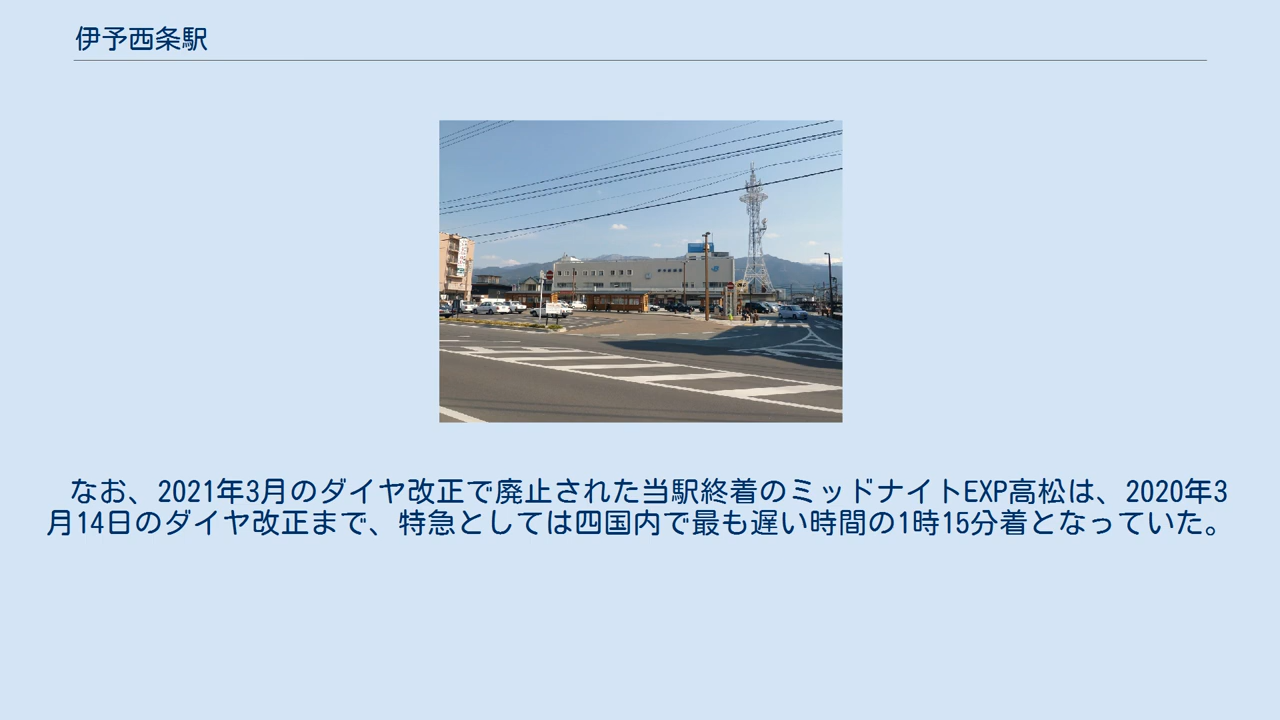 伊予西条駅
なお、2021年3月のダイヤ改正で廃止された当駅終着のミッドナイトEXP高松は、2020年3
月14日のダイヤ改正まで、特急としては四国内で最も遅い時間の1時15分着となっていた。